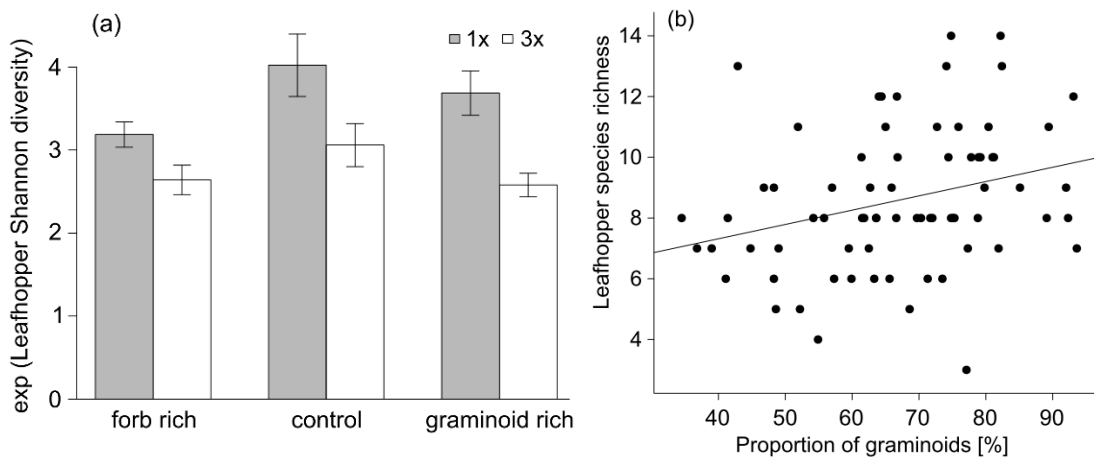 (a)
1x 3x
exp (Leafhopper Shannon diversity)
4
3
2
1
0
forb rich control graminoid rich
(b)
Leafhopper species richness
14
12
10
8
6
4
40 50 60 70 80 90
Proportion of graminoids [%]